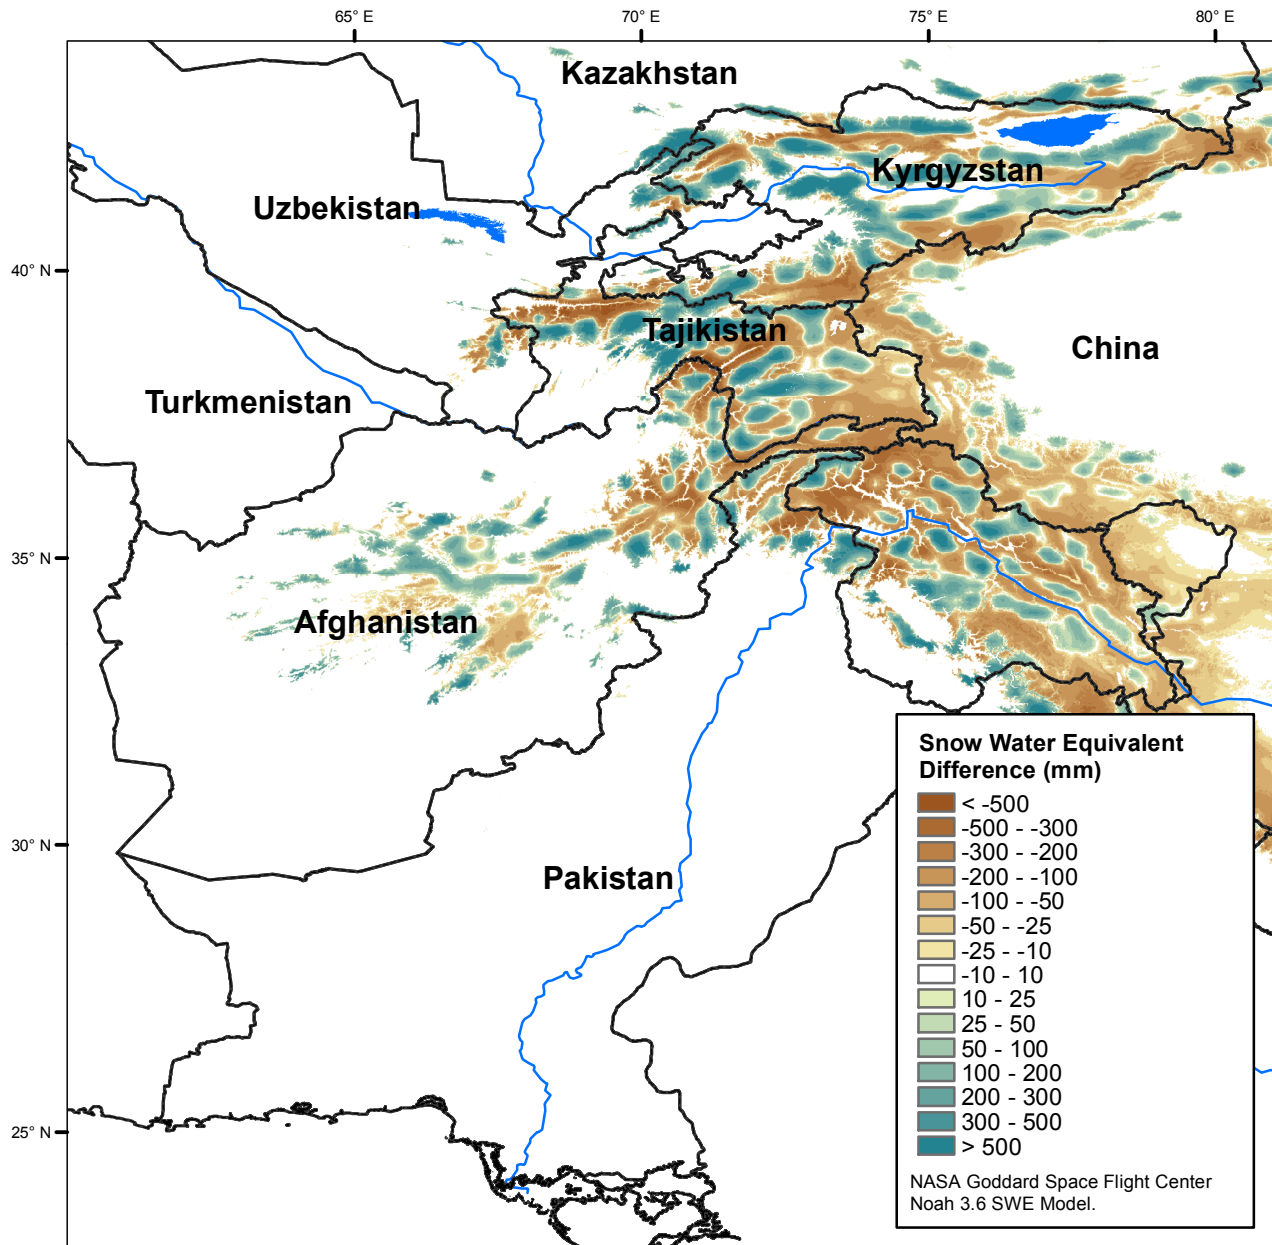 65° E
70° E
75° E
80° E
Kazakhstan
Kyrgyzstan
Uzbekistan
40° N
Tajikistan
China
Turkmenistan
35° N
Afghanistan
30° N
Pakistan
25° N
Snow Water Equivalent
Difference (mm)
< -500
-500 - -300
-300 - -200
-200 - -100
-100 - -50
-50 - -25
-25 - -10
-10 - 10
10 - 25
25 - 50
50 - 100
100 - 200
200 - 300
300 - 500
> 500
NASA Goddard Space Flight Center
Noah 3.6 SWE Model.